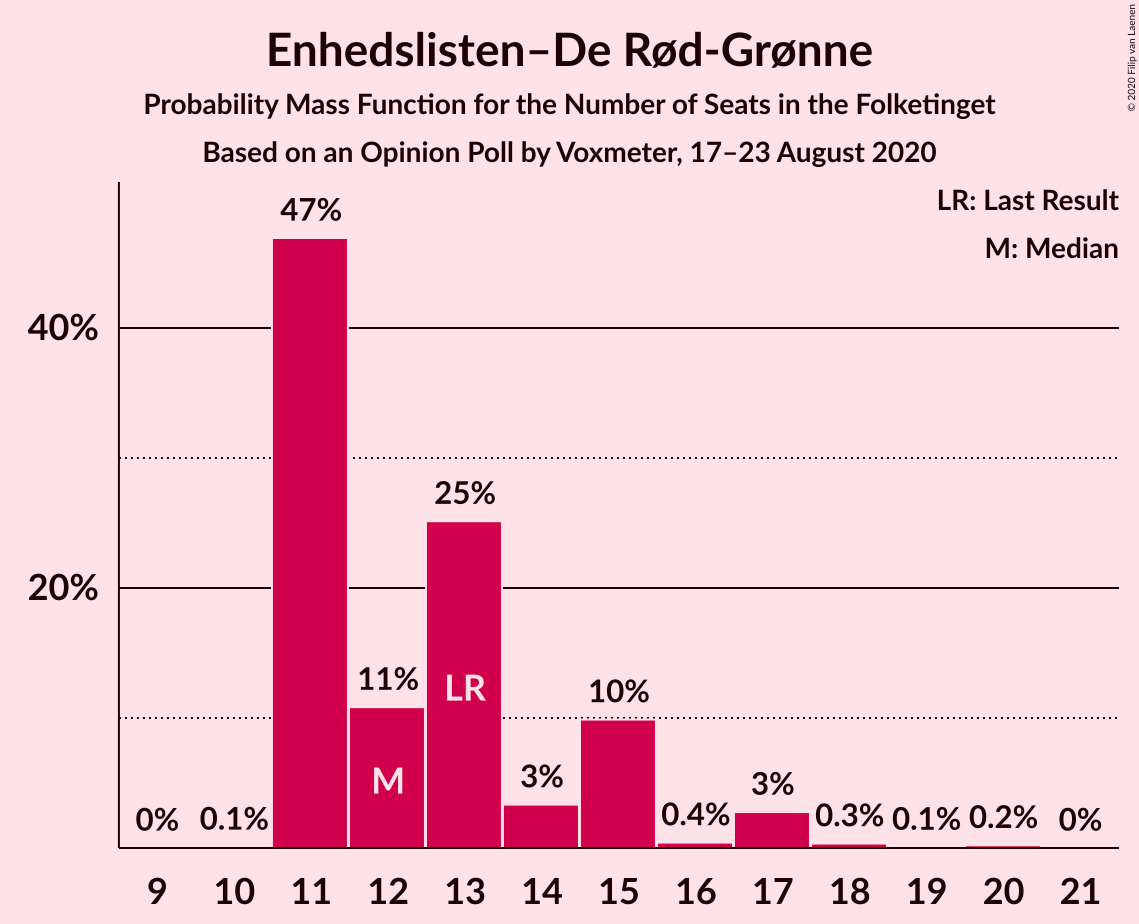 Enhedslisten–De Rød-Grønne
Probability Mass Function for the Number of Seats in the Folketinget
Based on an Opinion Poll by Voxmeter, 17–23 August 2020
© 2020 Filip van Laenen
LR: Last Result
M: Median
40%
20%
0%
0.1%
47%
11%
25%
3%
10%
0.4%
3%
0.3%
0.1%
0.2%
0%
M
LR
9 10 11 12 13 14 15 16 17 18 19 20 21